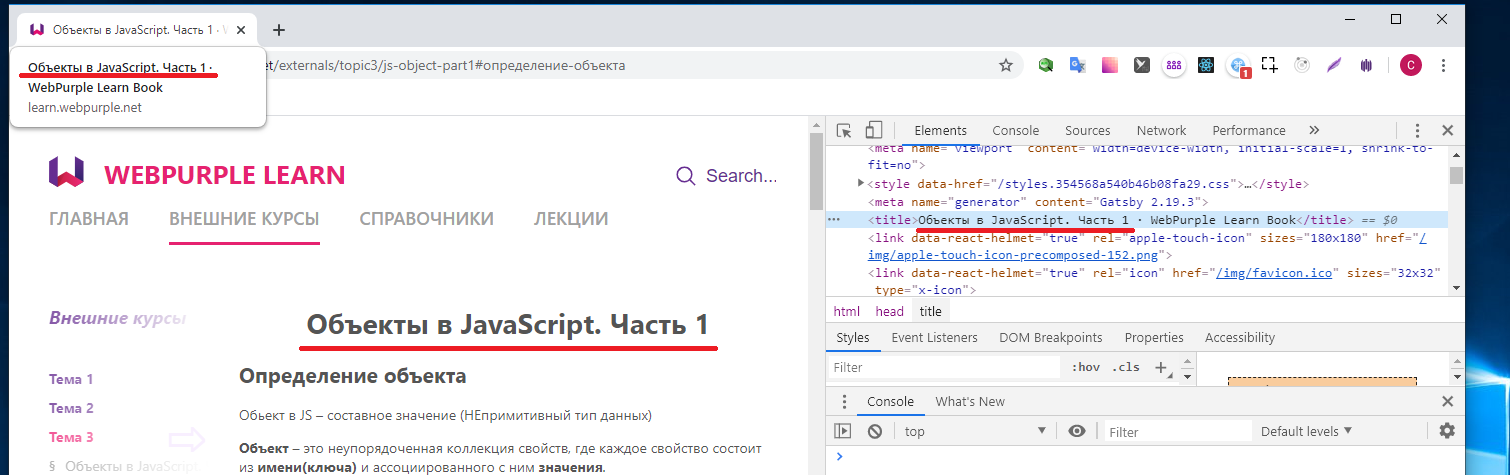 Объекты в JavaScript. Часть 1 · W
Объекты в JavaScript. Часть 1 ·
WebPurple Learn Book
learn.webpurple.net
et/externals/topic3/js-object-part1#определение-объекта
1
C
WEBPURPLE LEARN
Search...
ГЛАВНАЯ ВНЕШНИЕ КУРСЫ СПРАВОЧНИКИ ЛЕКЦИИ
Внешние курсы
Тема 1
Тема 2
Тема 3
§ Объекты в JavaScript
Объекты в JavaScript. Часть 1
Определение объекта
Обьект в JS – составное значение (НЕпримитивный тип данных)
Объект – это неупорядоченная коллекция свойств, где каждое свойство состоит
из имени(ключа) и ассоциированного с ним значения.
Elements Console Sources Network Performance »
<meta name="viewport" content="width=device-width, initial-scale=1, shrink-to-
fit=no">
<style data-href="/styles.354568a540b46b08fa29.css">…</style>
<meta name="generator" content="Gatsby 2.19.3">
<title>Объекты в JavaScript. Часть 1 · WebPurple Learn Book</title> == $0
<link data-react-helmet="true" rel="apple-touch-icon" sizes="180x180" href="/
img/apple-touch-icon-precomposed-152.png">
<link data-react-helmet="true" rel="icon" href="/img/favicon.ico" sizes="32x32"
type="x-icon">
html head title
Styles Event Listeners DOM Breakpoints Properties Accessibility
Filter :hov .cls +
Console What's New
top Filter Default levels